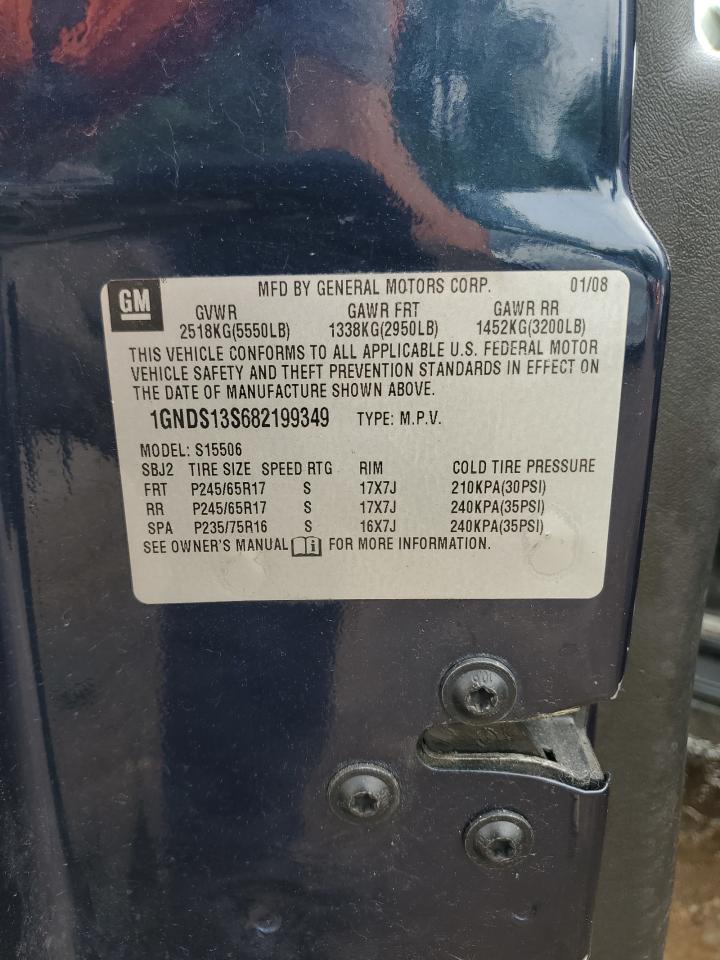 GM
MFD BY GENERAL MOTORS CORP. 01/08
GVWR GAWR FRT GAWR RR
2518KG(5550LB) 1338KG(2950LB) 1452KG(3200LB)
THIS VEHICLE CONFORMS TO ALL APPLICABLE U.S. FEDERAL MOTOR
VEHICLE SAFETY AND THEFT PREVENTION STANDARDS IN EFFECT ON
THE DATE OF MANUFACTURE SHOWN ABOVE.
1GNDS13S682199349 TYPE: M.P.V.
MODEL: S15506
SBJ2 TIRE SIZE SPEED RTG RIM COLD TIRE PRESSURE
FRT P245/65R17 S 17X7J 210KPA(30PSI)
RR P245/65R17 S 17X7J 240KPA(35PSI)
SPA P235/75R16 S 16X7J 240KPA(35PSI)
SEE OWNER'S MANUAL FOR MORE INFORMATION.